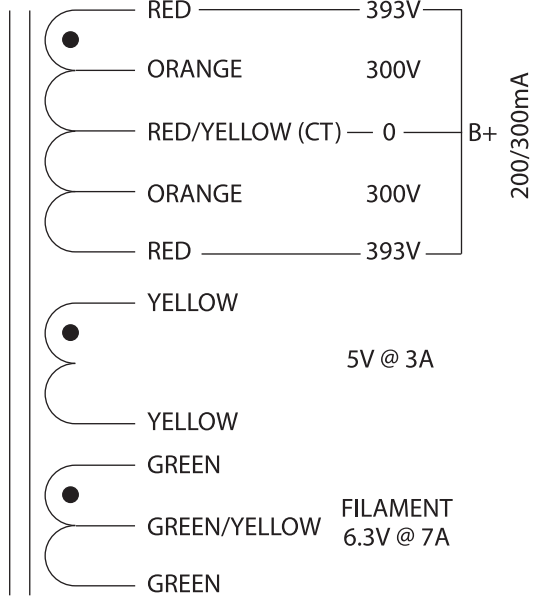 RED 393V
ORANGE 300V
RED/YELLOW (CT) 0 B+
ORANGE 300V
RED 393V
200/300mA
YELLOW
5V @ 3A
YELLOW
GREEN
FILAMENT
GREEN/YELLOW 6.3V @ 7A
GREEN